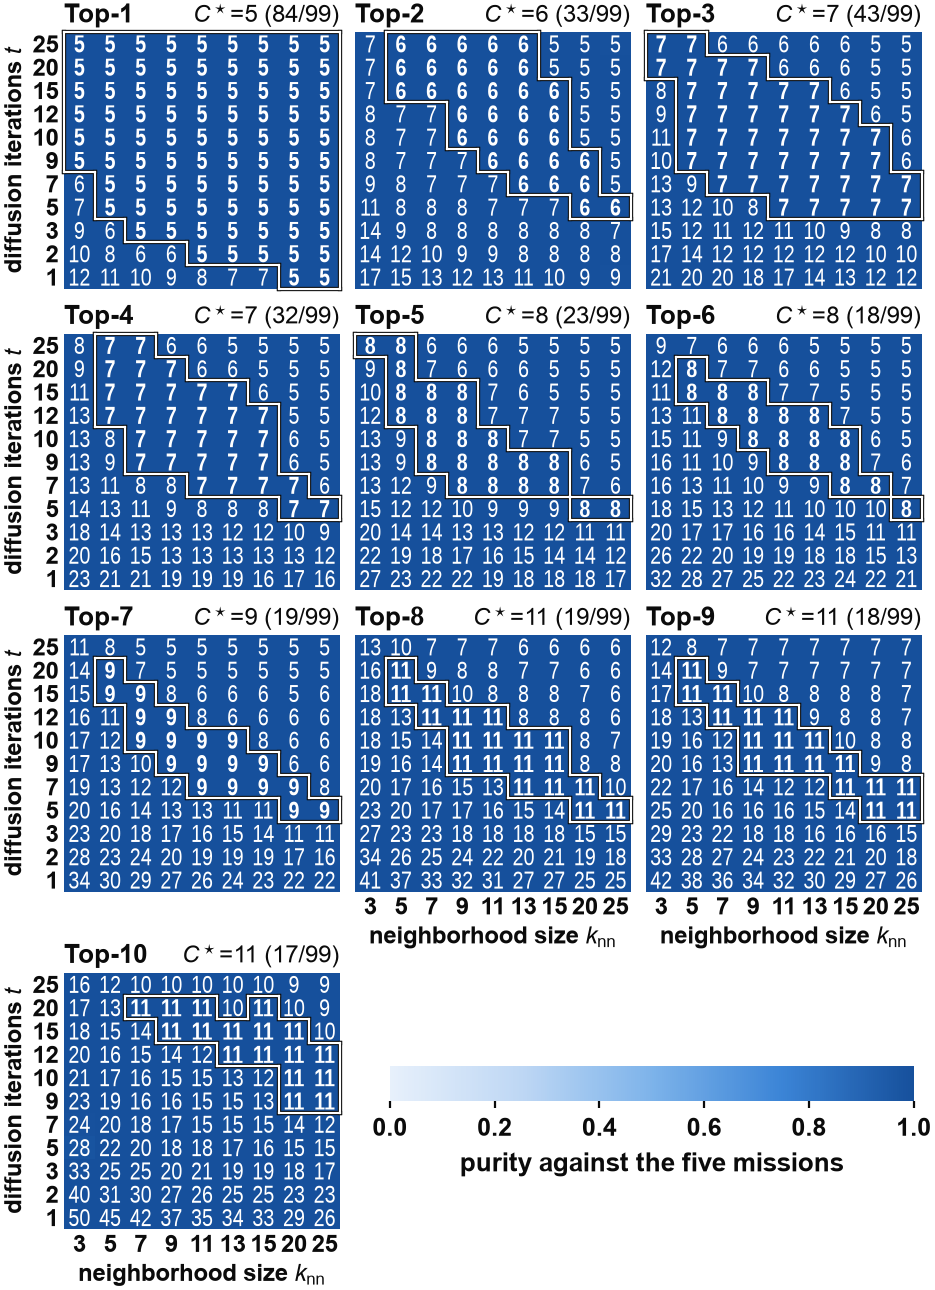 Top-1 C⋆=5 (84/99) Top-2 C⋆=6 (33/99) Top-3 C⋆=7 (43/99)
25 5 5 5 5 5 5 5 5 5 7 6 6 6 6 6 5 5 5 7 7 6 6 6 6 6 5 5
20 5 5 5 5 5 5 5 5 5 7 6 6 6 6 6 5 5 5 7 7 7 7 6 6 6 5 5
15 5 5 5 5 5 5 5 5 5 7 6 6 6 6 6 6 5 5 8 7 7 7 7 7 6 6 5
12 5 5 5 5 5 5 5 5 5 8 7 7 6 6 6 6 5 5 9 7 7 7 7 7 7 6 5
10 5 5 5 5 5 5 5 5 5 8 7 7 6 6 6 6 5 5 11 7 7 7 7 7 7 7 6
9 5 5 5 5 5 5 5 5 5 8 7 7 7 6 6 6 6 5 10 7 7 7 7 7 7 7 6
7 6 5 5 5 5 5 5 5 5 9 8 7 7 7 6 6 6 5 13 9 7 7 7 7 7 7 7
5 7 5 5 5 5 5 5 5 5 11 8 8 8 7 7 7 6 6 13 12 10 8 7 7 7 7 7
3 9 6 5 5 5 5 5 5 5 14 9 8 8 8 8 8 8 7 15 12 11 12 11 10 9 8 8
2 10 8 6 6 5 5 5 5 5 14 12 10 9 9 8 8 8 8 17 14 12 12 12 12 12 10 10
1 12 11 10 9 8 7 7 5 5 17 15 13 12 13 11 10 9 9 21 20 20 18 17 14 13 12 12
diffusion iterations t
Top-4 C⋆=7 (32/99) Top-5 C⋆=8 (23/99) Top-6 C⋆=8 (18/99)
25 8 7 7 6 6 5 5 5 5 8 8 6 6 6 5 5 5 5 9 7 6 6 6 5 5 5 5
20 9 7 7 7 6 6 5 5 5 9 8 7 6 6 5 5 5 5 12 8 7 7 6 6 5 5 5
15 11 7 7 7 7 7 6 5 5 10 8 8 8 7 6 5 5 5 11 8 8 8 7 7 5 5 5
12 13 7 7 7 7 7 7 5 5 12 8 8 8 7 7 7 5 5 13 11 8 8 8 8 7 5 5
10 13 8 7 7 7 7 7 6 5 13 9 8 8 8 7 7 5 5 15 11 9 8 8 8 8 6 5
9 13 9 7 7 7 7 7 6 5 13 9 8 8 8 8 8 6 5 16 11 10 9 8 8 8 7 6
7 13 11 8 8 7 7 7 7 6 13 12 9 8 8 8 8 7 6 16 13 11 10 9 9 8 8 7
5 14 13 11 9 8 8 8 7 7 15 12 12 10 9 9 9 8 8 18 15 13 12 11 10 10 10 8
3 18 14 13 13 13 12 12 10 9 20 14 14 13 13 12 12 11 11 20 17 17 16 15 14 15 11 11
2 20 16 15 13 13 13 13 13 12 22 19 18 17 16 15 14 14 12 26 22 20 19 19 18 18 15 13
1 23 21 21 19 19 19 16 17 16 27 23 22 22 19 18 18 18 17 32 28 27 25 22 23 24 22 21
diffusion iterations t
Top-7 C⋆=9 (19/99) Top-8 C⋆=11 (19/99) Top-9 C⋆=11 (18/99)
25 11 8 5 5 5 5 5 5 5 13 10 7 7 7 6 6 6 6 12 8 7 7 7 7 7 7 7
20 14 9 7 5 5 5 5 5 5 16 11 9 8 8 7 7 6 6 14 11 9 7 7 7 7 7 7
15 15 9 9 8 6 6 6 5 6 18 11 11 10 8 8 8 6 6 17 11 11 10 8 8 8 8 7
12 16 11 9 9 8 6 6 6 6 18 13 11 11 11 8 8 8 6 18 13 11 11 11 9 8 8 7
10 17 12 9 9 9 9 8 6 6 18 15 14 11 11 11 11 8 7 19 16 12 11 11 11 10 8 8
9 17 13 10 9 9 9 9 6 6 19 16 14 11 11 11 11 8 8 20 16 13 11 11 11 11 9 8
7 19 13 12 12 9 9 9 9 8 20 17 16 15 13 11 11 11 10 22 17 16 14 12 12 11 11 11
5 20 16 14 13 13 11 11 9 9 23 20 17 17 16 15 14 11 11 25 20 16 16 15 15 14 11 11
3 23 20 18 17 16 15 14 11 11 27 23 23 18 18 18 17 15 15 29 23 22 18 18 16 16 16 15
2 28 23 24 20 19 19 19 17 16 34 26 25 24 22 20 21 19 18 33 28 27 24 23 22 21 20 18
1 34 30 29 27 26 24 23 22 22 41 37 33 32 31 27 27 25 25 42 38 36 34 32 30 29 27 26
diffusion iterations t
3 5 7 9 11 13 15 20 25 3 5 7 9 11 13 15 20 25
neighborhood size knn neighborhood size knn
Top-10 C⋆=11 (17/99)
25 16 12 10 10 10 10 10 9 9
20 17 13 11 11 11 10 11 10 9
15 18 15 14 11 11 11 11 11 10
12 20 16 15 14 12 11 11 11 11
10 21 17 16 15 15 13 12 11 11
9 23 19 16 16 15 15 13 11 11
7 24 20 18 17 15 15 15 14 12
5 28 22 20 18 18 17 16 15 15
3 33 25 25 20 21 19 19 18 17
2 40 31 30 27 26 25 25 23 23
1 50 45 42 37 35 34 33 29 26
diffusion iterations t
3 5 7 9 11 13 15 20 25
neighborhood size knn
0.0 0.2 0.4 0.6 0.8 1.0
purity against the five missions